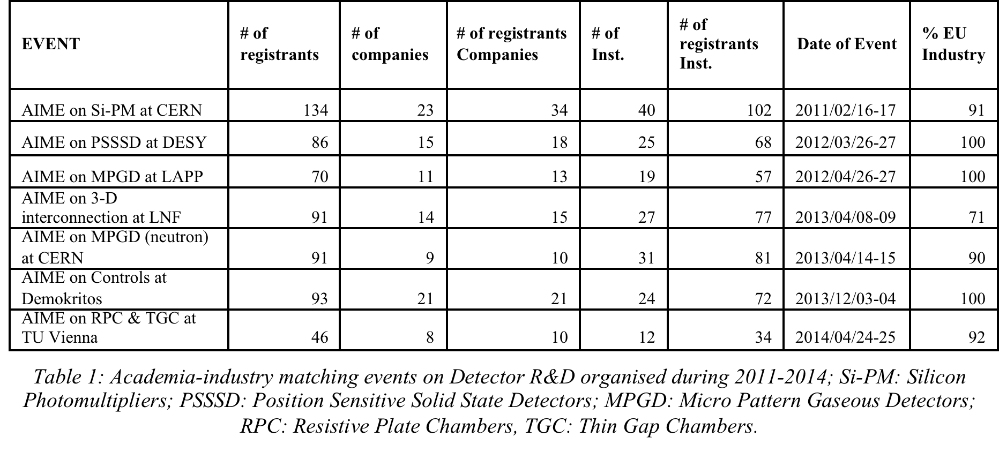 EVENT # of registrants # of companies # of registrants Companies # of Inst. # of registrants Inst. Date of Event % EU Industry
AIME on Si-PM at CERN 134 23 34 40 102 2011/02/16-17 91
AIME on PSSSD at DESY 86 15 18 25 68 2012/03/26-27 100
AIME on MPGD at LAPP 70 11 13 19 57 2012/04/26-27 100
AIME on 3-D
interconnection at LNF 91 14 15 27 77 2013/04/08-09 71
AIME on MPGD (neutron)
at CERN 91 9 10 31 81 2013/04/14-15 90
AIME on Controls at
Demokritos 93 21 21 24 72 2013/12/03-04 100
AIME on RPC & TGC at
TU Vienna 46 8 10 12 34 2014/04/24-25 92
Table 1: Academia-industry matching events on Detector R&D organised during 2011-2014; Si-PM: Silicon
Photomultipliers; PSSSD: Position Sensitive Solid State Detectors; MPGD: Micro Pattern Gaseous Detectors;
RPC: Resistive Plate Chambers, TGC: Thin Gap Chambers.